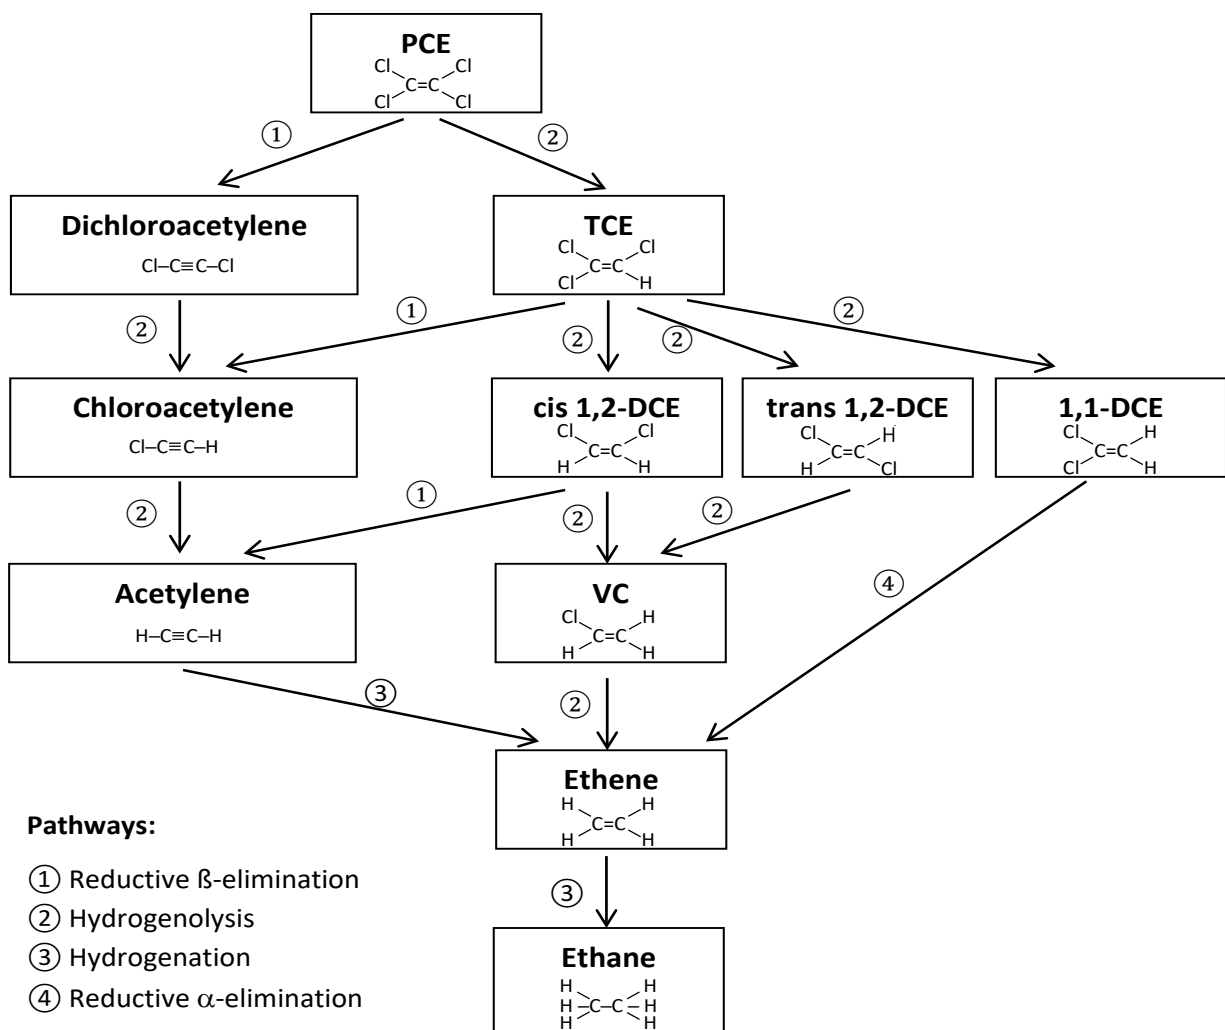 PCE
Cl Cl
C=C
Cl Cl
① ②
Dichloroacetylene
Cl–C≡C–Cl
TCE
Cl Cl
C=C
Cl H
② ① ② ② ②
Chloroacetylene
Cl–C≡C–H
cis 1,2-DCE
Cl Cl
C=C
H H
trans 1,2-DCE
Cl H
C=C
H Cl
1,1-DCE
Cl H
C=C
Cl H
② ① ② ② ④
Acetylene
H–C≡C–H
VC
Cl H
C=C
H H
③ ②
Ethene
H H
C=C
H H
③
Ethane
H H
H–C–C–H
H H
Pathways:
① Reductive ß-elimination
② Hydrogenolysis
③ Hydrogenation
④ Reductive α-elimination